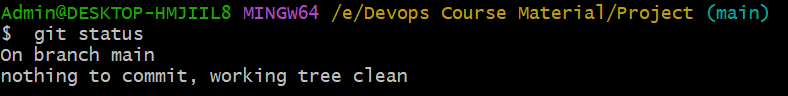 Admin@DESKTOP-HMJIIL8 MINGW64 /e/Devops Course Material/Project (main)
$  git status
On branch main
nothing to commit, working tree clean